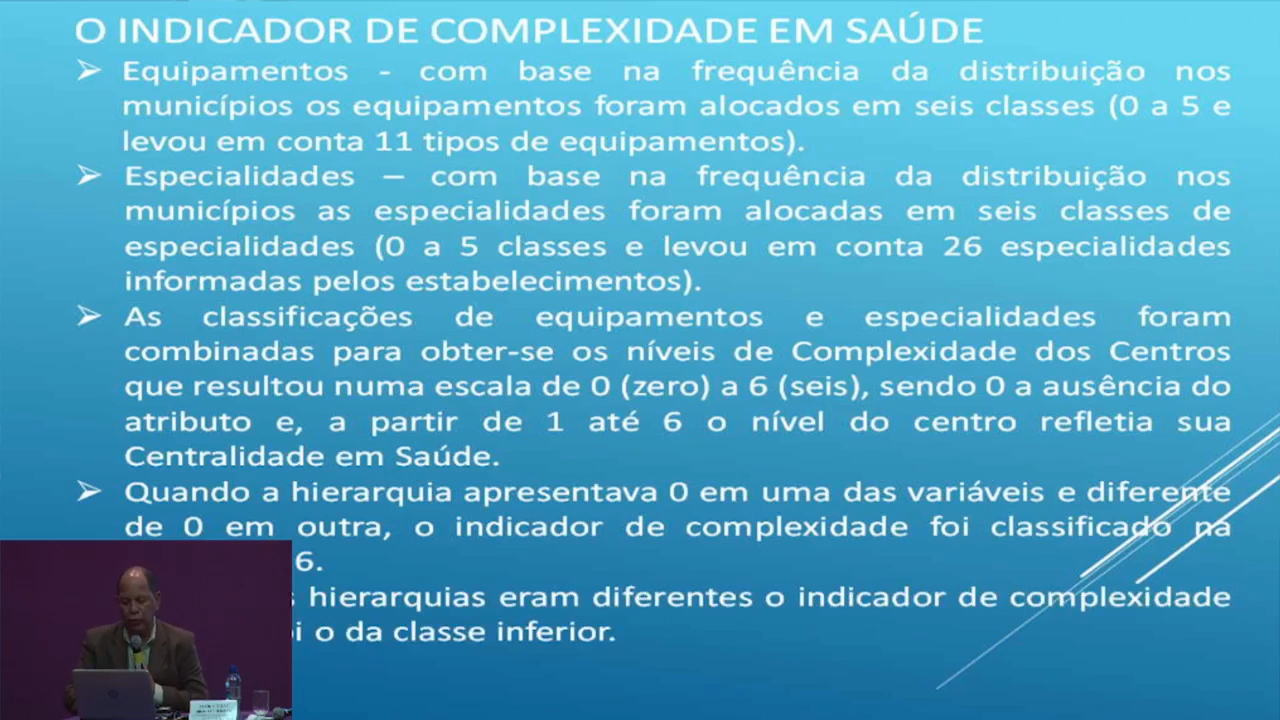 O INDICADOR DE COMPLEXIDADE EM SAÚDE
➢ Equipamentos - com base na frequência da distribuição nos
municípios os equipamentos foram alocados em seis classes (0 a 5 e
levou em conta 11 tipos de equipamentos).
➢ Especialidades – com base na frequência da distribuição nos
municípios as especialidades foram alocadas em seis classes de
especialidades (0 a 5 classes e levou em conta 26 especialidades
informadas pelos estabelecimentos).
➢ As classificações de equipamentos e especialidades foram
combinadas para obter-se os níveis de Complexidade dos Centros
que resultou numa escala de 0 (zero) a 6 (seis), sendo 0 a ausência do
atributo e, a partir de 1 até 6 o nível do centro refletia sua
Centralidade em Saúde.
➢ Quando a hierarquia apresentava 0 em uma das variáveis e diferente
de 0 em outra, o indicador de complexidade foi classificado na
6.
hierarquias eram diferentes o indicador de complexidade
o da classe inferior.